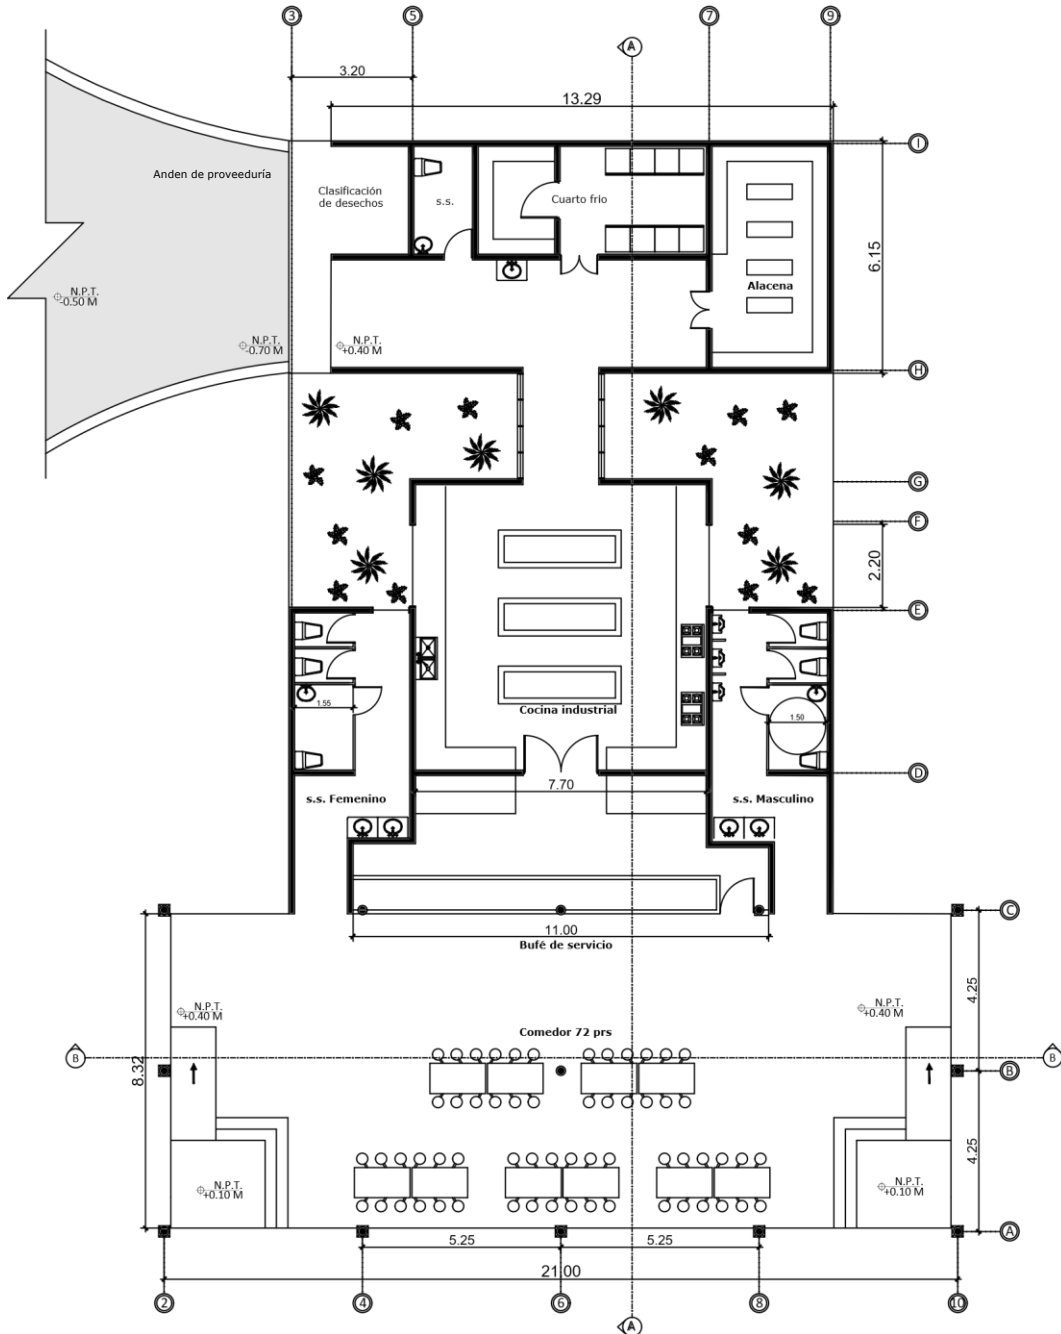 3
5
7
9
A
3.20
13.29
I
Anden de proveeduría
Clasificación
de desechos
s.s.
Cuarto frio
6.15
Alacena
N.P.T.
-0.50 M
N.P.T.
-0.70 M
N.P.T.
+0.40 M
H
G
F
2.20
E
1.55
Cocina industrial
1.50
D
7.70
s.s. Femenino
s.s. Masculino
C
11.00
Bufé de servicio
N.P.T.
+0.40 M
N.P.T.
+0.40 M
4.25
Comedor 72 prs
B
B
8.32
B
4.25
N.P.T.
+0.10 M
N.P.T.
+0.10 M
A
5.25
5.25
21.00
2
4
6
8
10
A